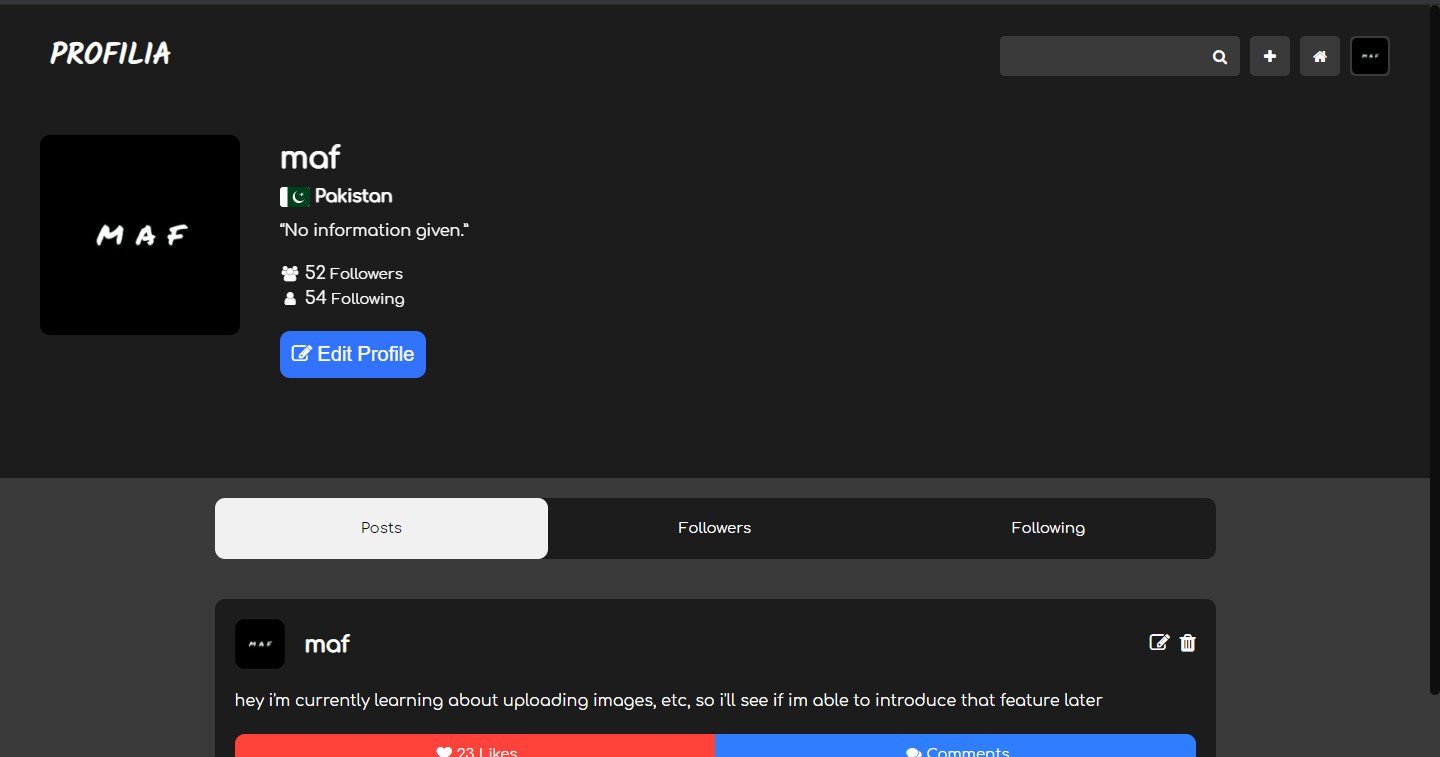 PROFILIA
MAF
M A F
maf
Pakistan
“No information given.”
52 Followers
54 Following
Edit Profile
Posts
Followers
Following
MAF
maf
hey i'm currently learning about uploading images, etc, so i'll see if im able to introduce that feature later
23 Likes
Comments